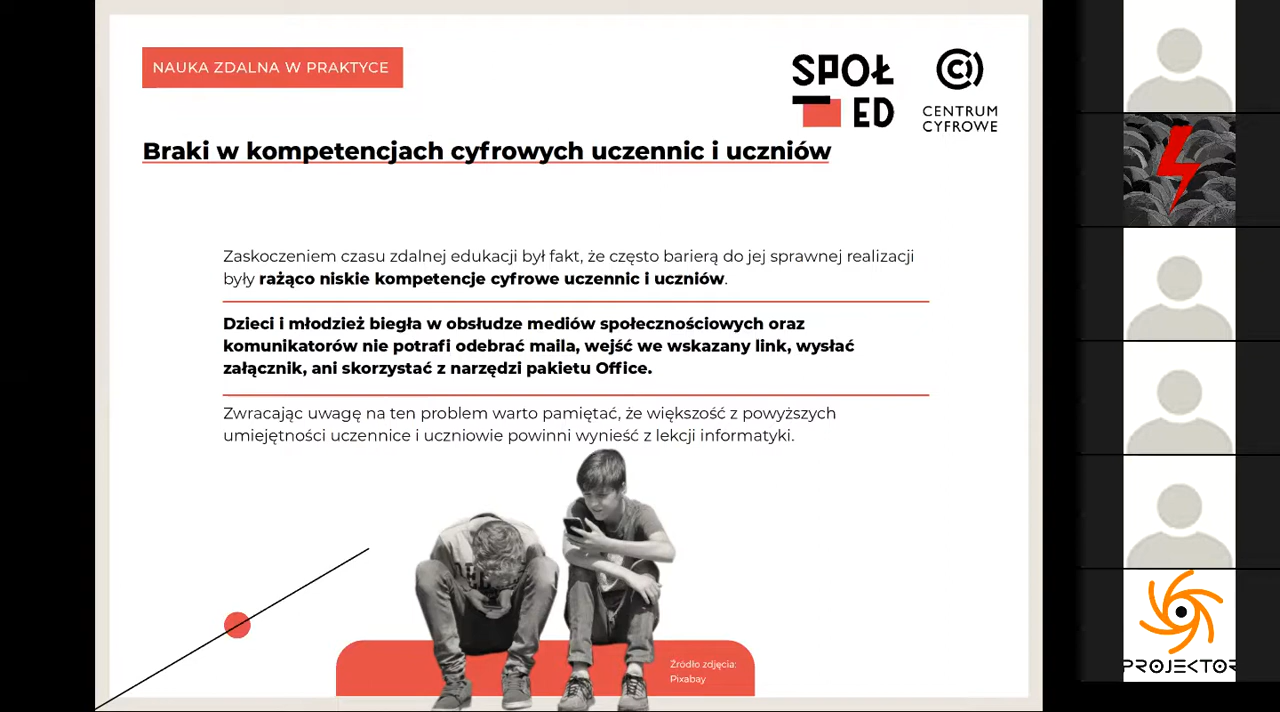 NAUKA ZDALNA W PRAKTYCE
SPOŁ
ED
CENTRUM
CYFROWE
Braki w kompetencjach cyfrowych uczennic i uczniów
Zaskoczeniem czasu zdalnej edukacji był fakt, że często barierą do jej sprawnej realizacji
były rażąco niskie kompetencje cyfrowe uczennic i uczniów.
Dzieci i młodzież biegła w obsłudze mediów społecznościowych oraz
komunikatorów nie potrafi odebrać maila, wejść we wskazany link, wysłać
załącznik, ani skorzystać z narzędzi pakietu Office.
Zwracając uwagę na ten problem warto pamiętać, że większość z powyższych
umiejętności uczennice i uczniowie powinni wynieść z lekcji informatyki.
Źródło zdjęcia:
Pixabay
PROJEKTOR